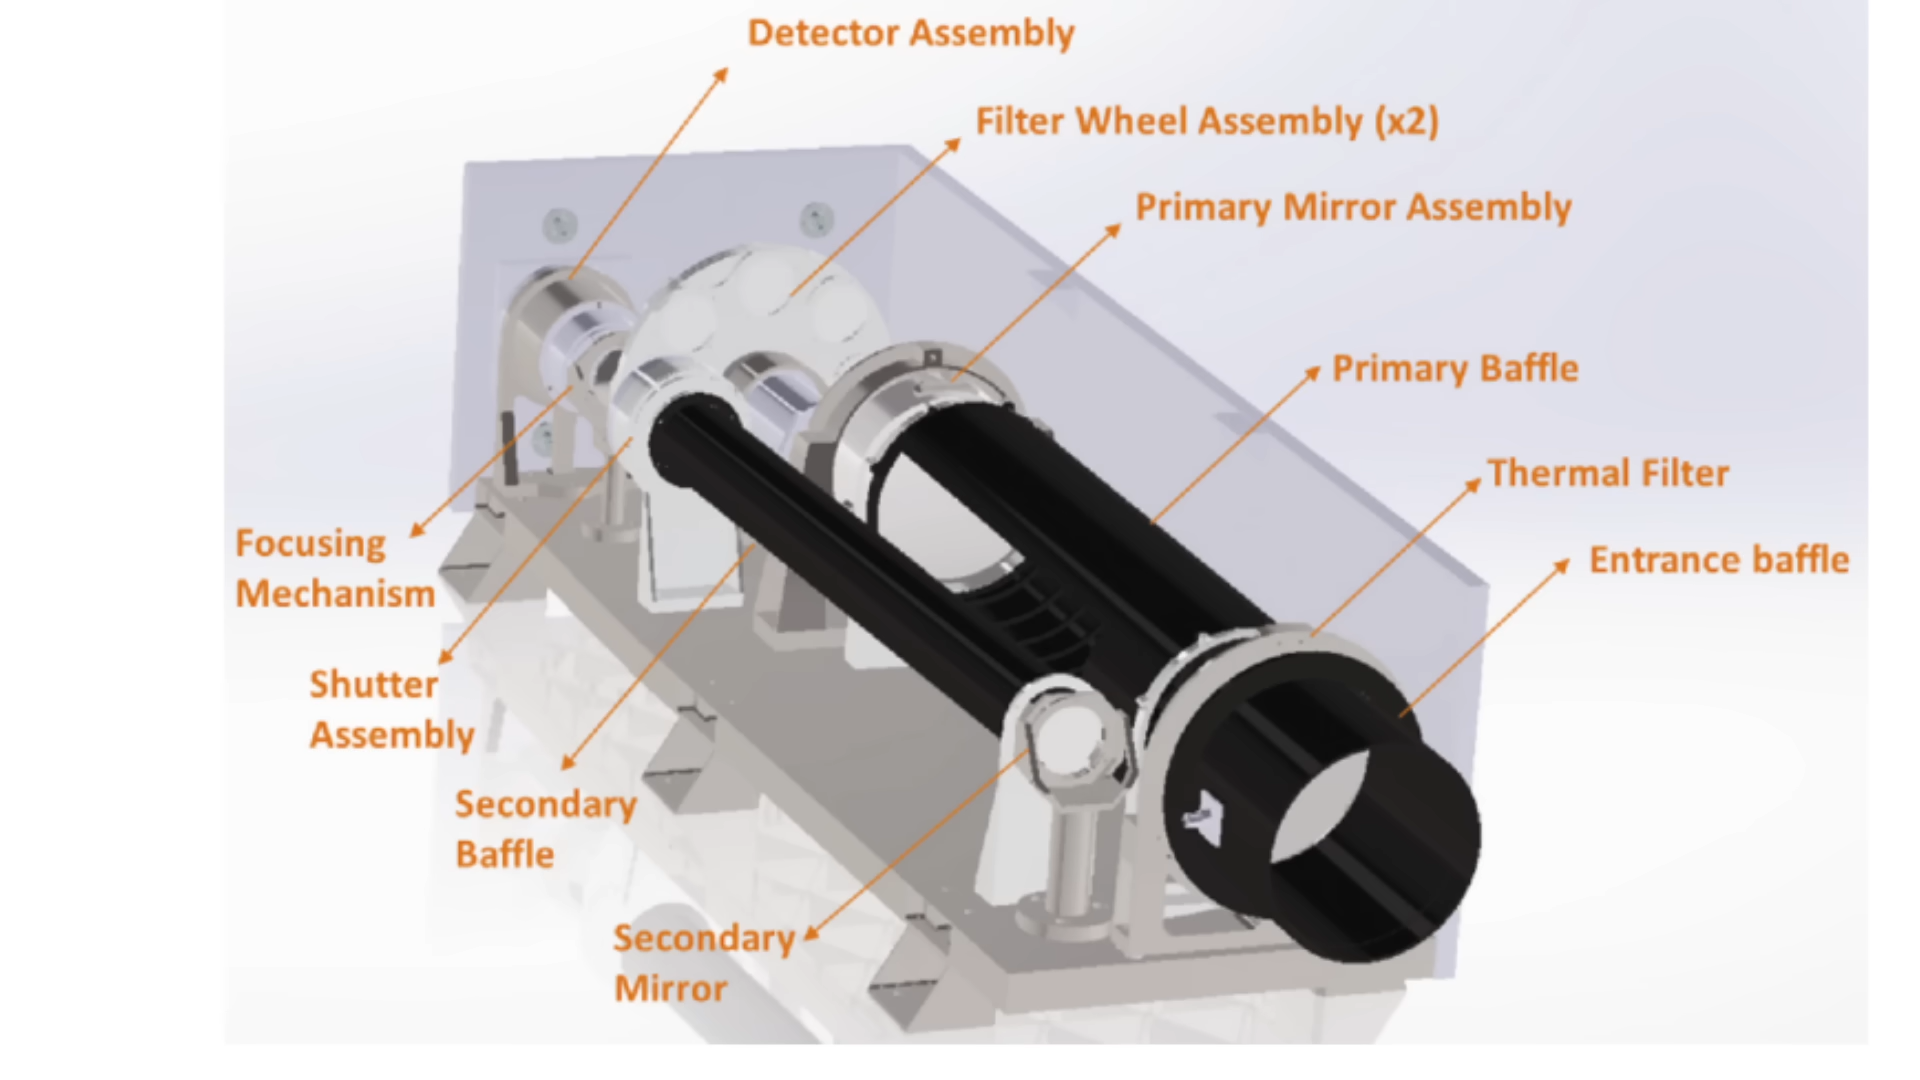 Detector Assembly
Filter Wheel Assembly (x2)
Primary Mirror Assembly
Primary Baffle
Thermal Filter
Entrance baffle
Focusing
Mechanism
Shutter
Assembly
Secondary
Baffle
Secondary
Mirror